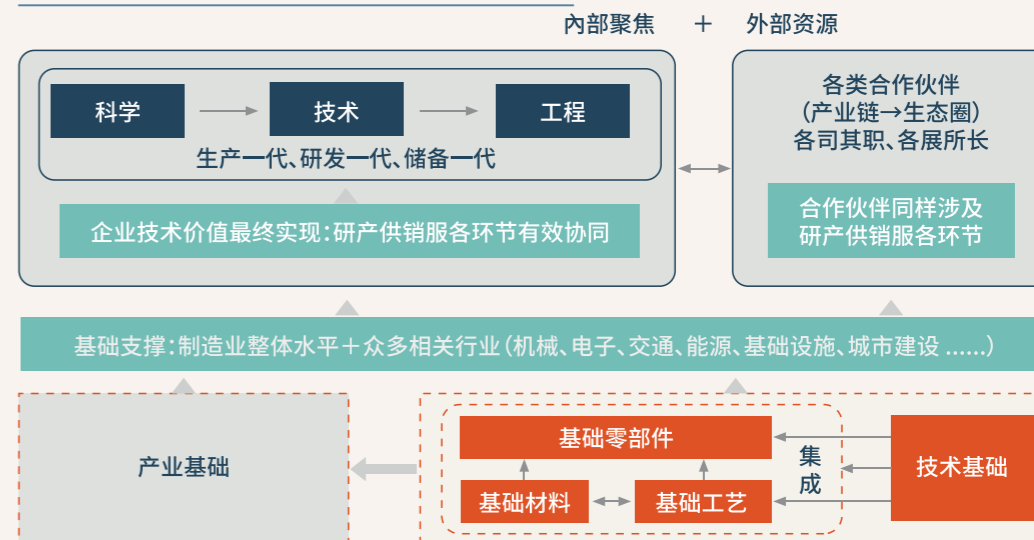 內部聚焦 ＋ 外部资源
科学 技术 工程
生产一代、研发一代、储备一代
企业技术价值最终实现：研产供销服各环节有效协同
各类合作伙伴
（产业链→生态圈）
各司其职、各展所长
合作伙伴同样涉及
研产供销服各环节
基础支撑：制造业整体水平＋众多相关行业（机械、电子、交通、能源、基础设施、城市建设 ......）
产业基础
基础零部件
基础材料
基础工艺
集
成
技术基础